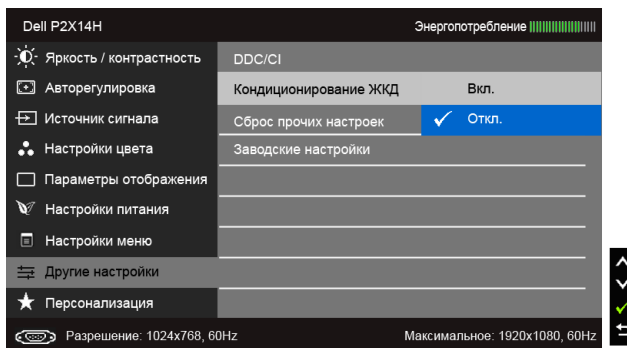 Dell P2X14H Энергопотребление
Яркость / контрастность DDC/CI
Авторегулировка Кондиционирование ЖКД Вкл.
Источник сигнала Сброс прочих настроек Откл.
Настройки цвета Заводские настройки
Параметры отображения
Настройки питания
Настройки меню
Другие настройки
Персонализация
Разрешение: 1024x768, 60Hz Максимальное: 1920x1080, 60Hz